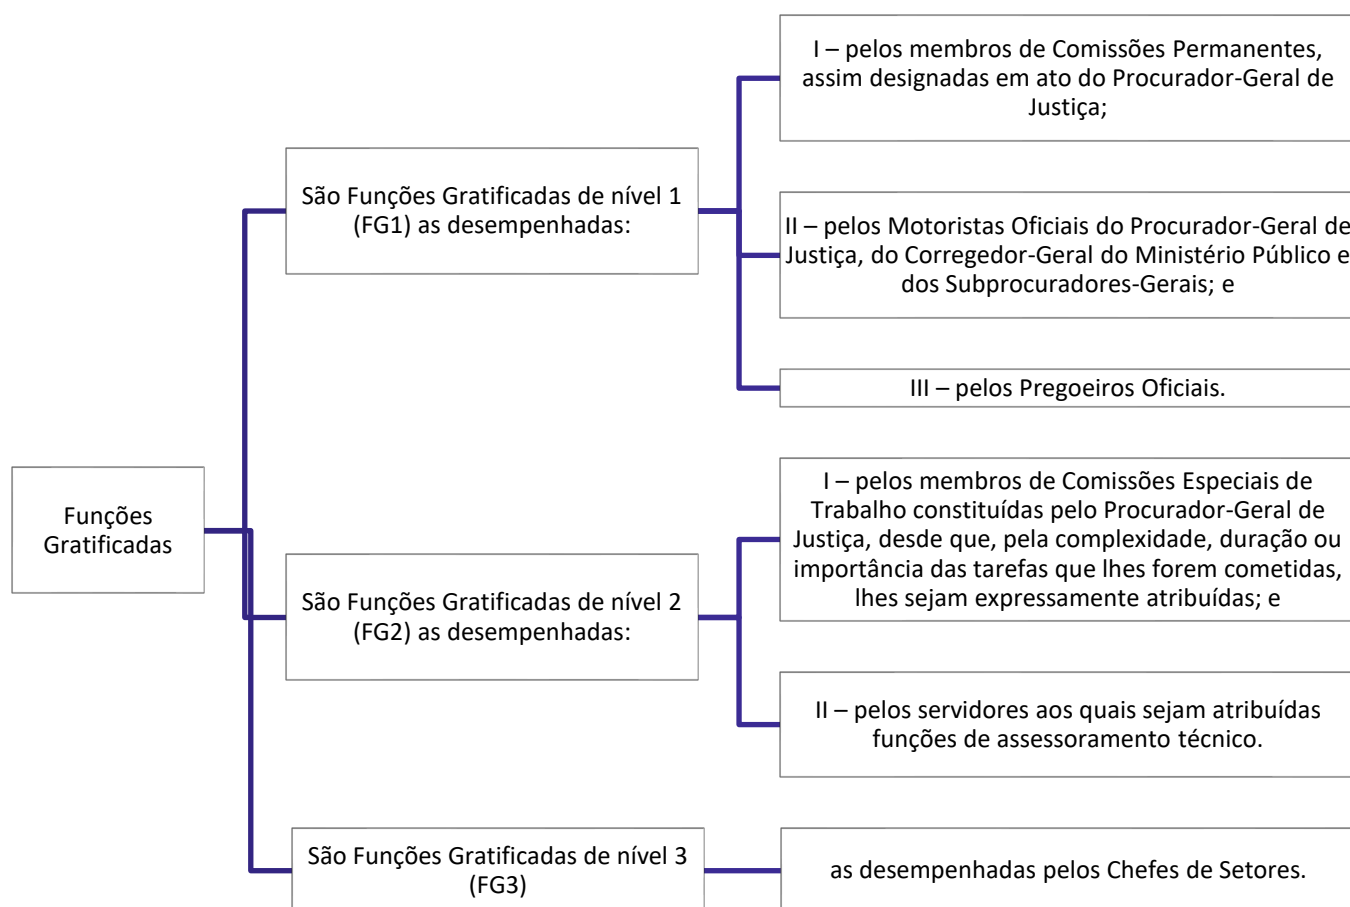 Funções
Gratificadas
São Funções Gratificadas de nível 1
(FG1) as desempenhadas:
I – pelos membros de Comissões Permanentes,
assim designadas em ato do Procurador-Geral de
Justiça;
II – pelos Motoristas Oficiais do Procurador-Geral de
Justiça, do Corregedor-Geral do Ministério Público e
dos Subprocuradores-Gerais; e
III – pelos Pregoeiros Oficiais.
São Funções Gratificadas de nível 2
(FG2) as desempenhadas:
I – pelos membros de Comissões Especiais de
Trabalho constituídas pelo Procurador-Geral de
Justiça, desde que, pela complexidade, duração ou
importância das tarefas que lhes forem cometidas,
lhes sejam expressamente atribuídas; e
II – pelos servidores aos quais sejam atribuídas
funções de assessoramento técnico.
São Funções Gratificadas de nível 3
(FG3)
as desempenhadas pelos Chefes de Setores.